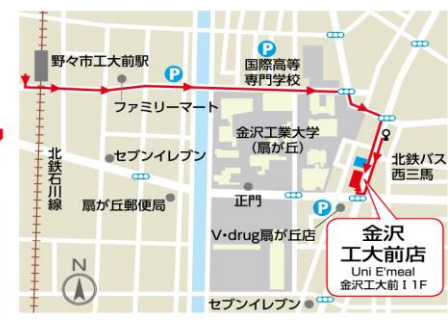 野々市工大前駅
P
ファミリーマート
P
国際高等
専門学校
金沢工業大学
(扇が丘)
北鉄石川線
セブンイレブン
扇が丘郵便局
正門
P
V・drug扇が丘店
北鉄バス
西三馬
金沢
工大前店
Uni E'meal
金沢工大前Ⅰ1F
N
セブンイレブン